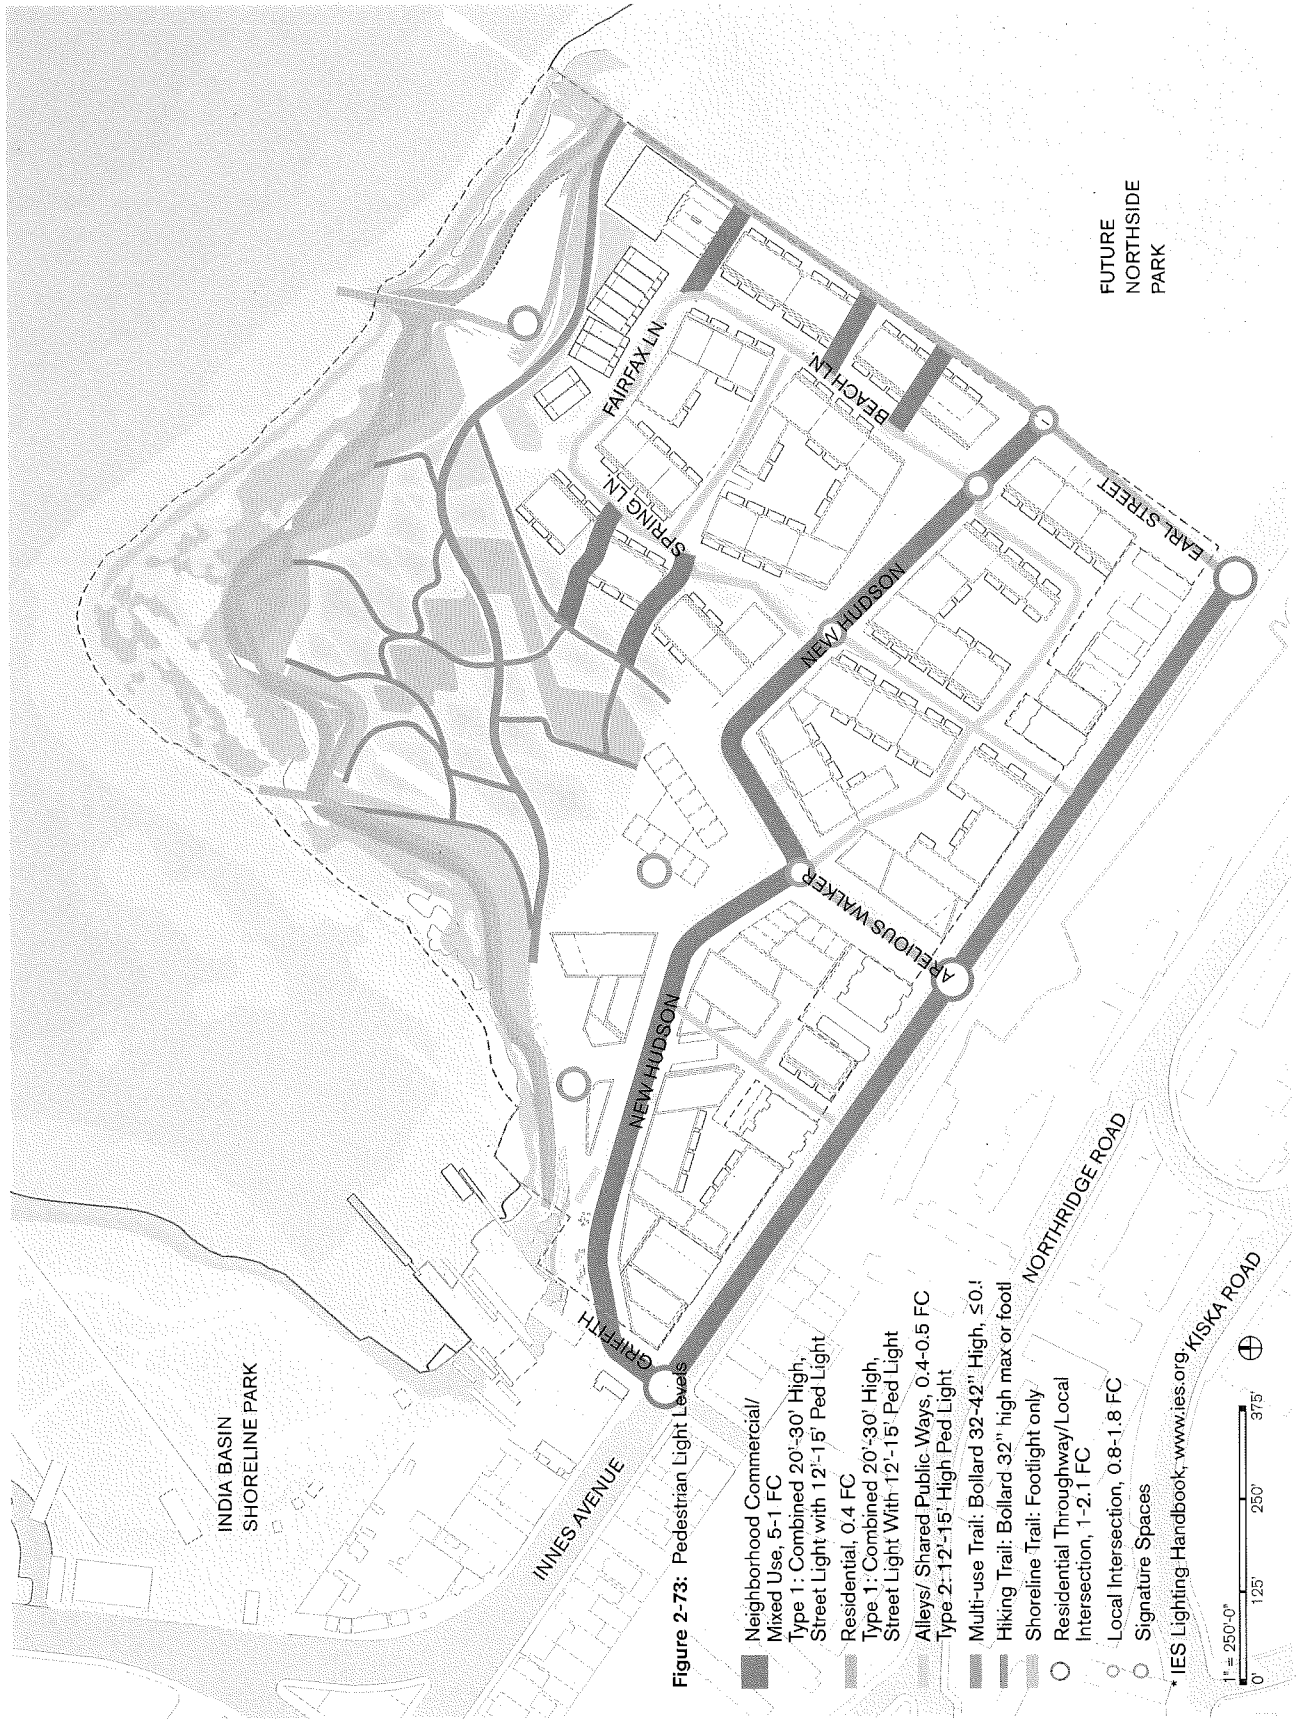 INDIA BASIN
SHORELINE PARK
INNES AVENUE
GRIFFITH
NEW HUDSON
ARELIOUS WALKER
NEW HUDSON
SPRING LN.
FAIRFAX LN.
BEACH LN.
EARL STREET
FUTURE
NORTHSIDE
PARK
NORTHRIDGE ROAD
KISKA ROAD
Figure 2-73: Pedestrian Light Levels
Neighborhood Commercial/
Mixed Use, 5-1 FC
Type 1: Combined 20'-30' High,
Street Light with 12'-15' Ped Light
Residential, 0.4 FC
Type 1: Combined 20'-30' High,
Street Light With 12'-15' Ped Light
Alleys/ Shared Public Ways, 0.4-0.5 FC
Type 2: 12'-15' High Ped Light
Multi-use Trail: Bollard 32-42" High, ≤0.!
Hiking Trail: Bollard 32" high max or footl
Shoreline Trail: Footlight only
Residential Throughway/Local
Intersection, 1-2.1 FC
Local Intersection, 0.8-1.8 FC
Signature Spaces
* IES Lighting Handbook, www.ies.org.
1" = 250'-0"
0' 125' 250' 375'